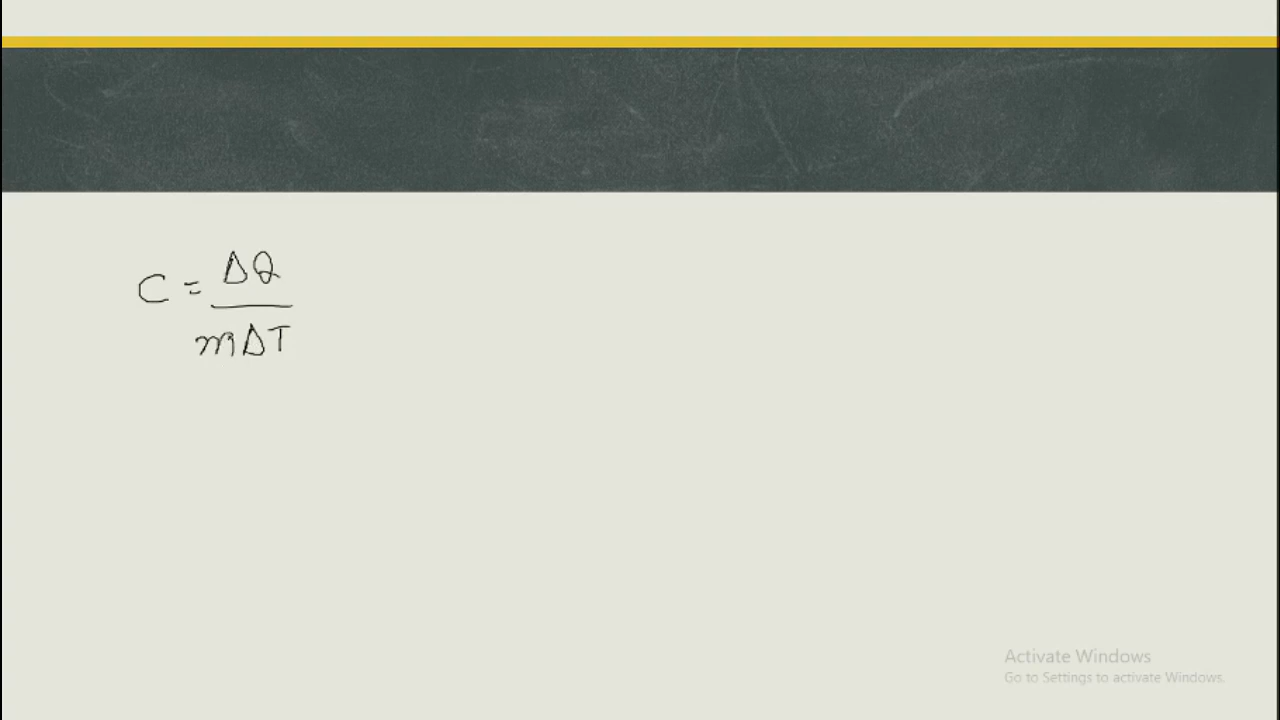 C = ΔQ
mΔT
Activate Windows
Go to Settings to activate Windows.